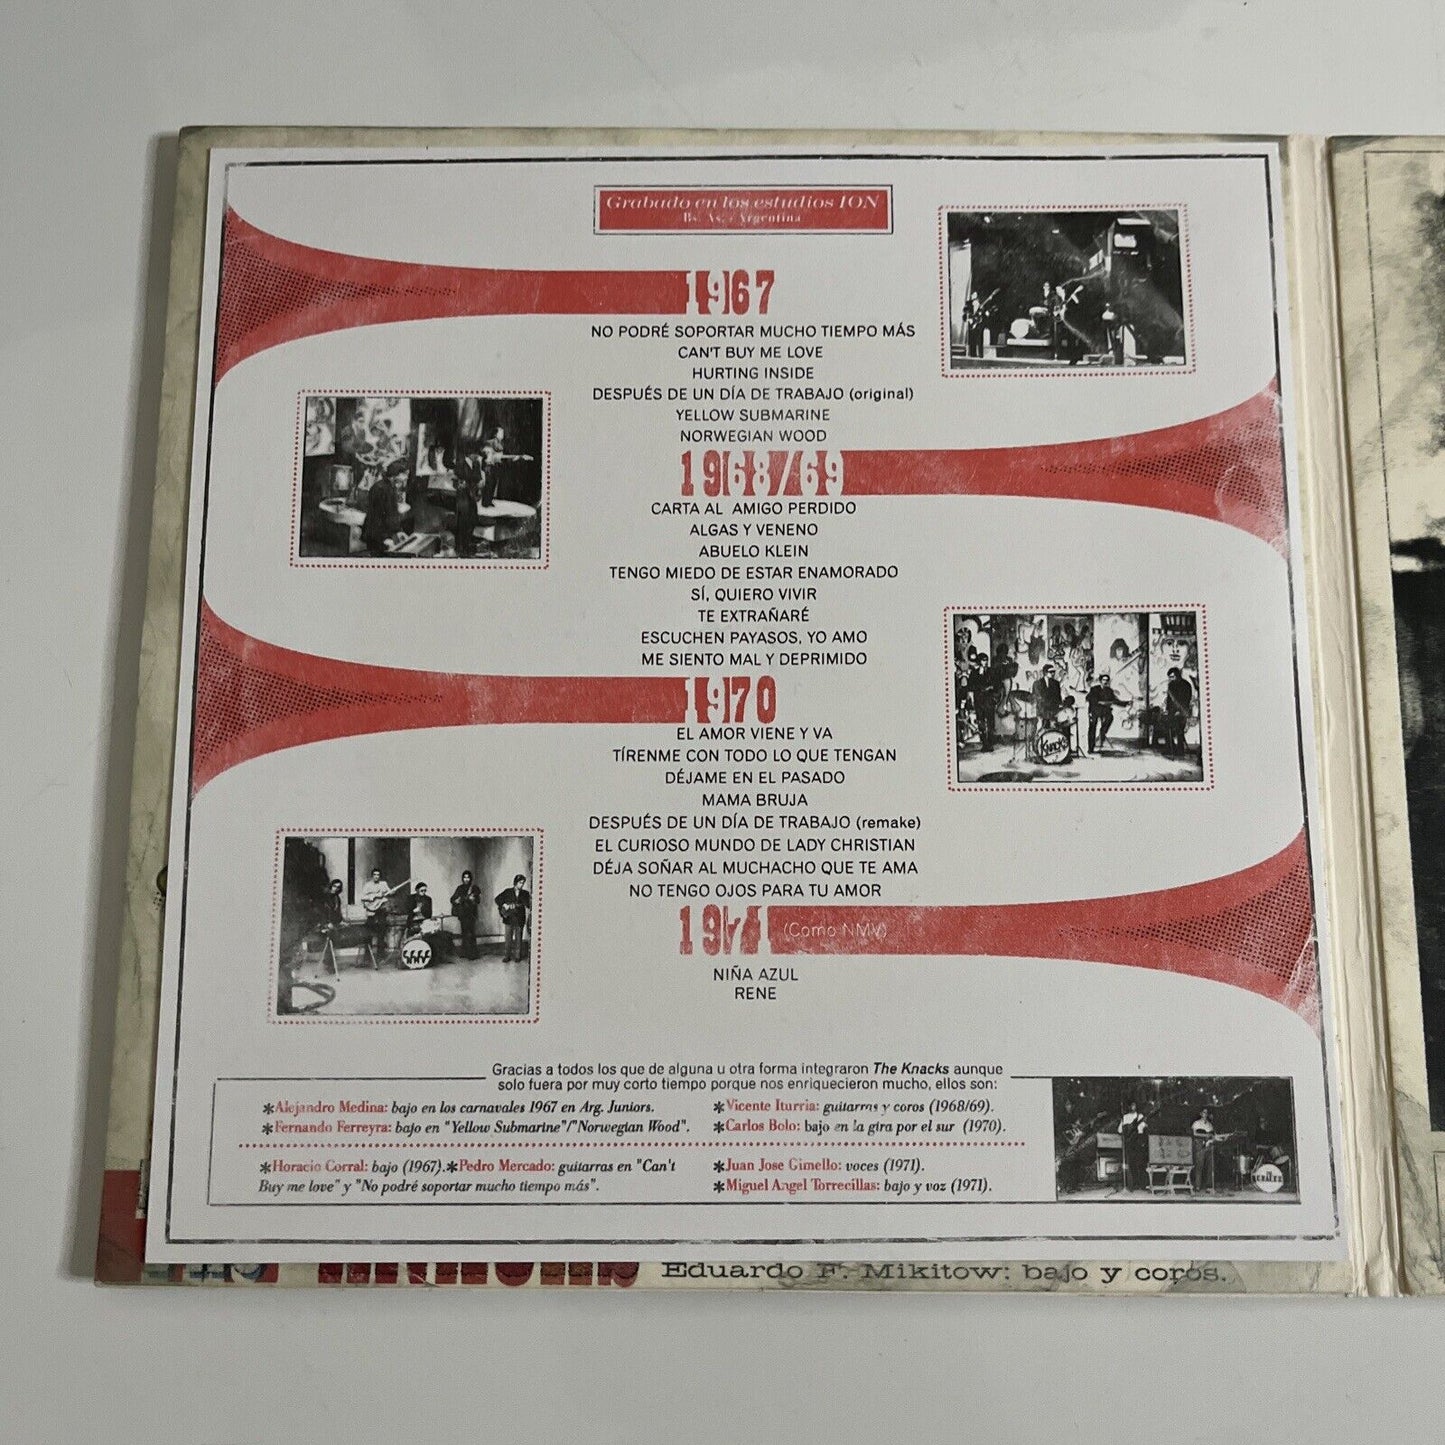 Grabado en los estudios ION
Bs. As. - Argentina
1967
NO PODRÉ SOPORTAR MUCHO TIEMPO MÁS
CAN'T BUY ME LOVE
HURTING INSIDE
DESPUÉS DE UN DÍA DE TRABAJO (original)
YELLOW SUBMARINE
NORWEGIAN WOOD
1968/69
CARTA AL AMIGO PERDIDO
ALGAS Y VENENO
ABUELO KLEIN
TENGO MIEDO DE ESTAR ENAMORADO
SÍ, QUIERO VIVIR
TE EXTRAÑARÉ
ESCUCHEN PAYASOS, YO AMO
ME SIENTO MAL Y DEPRIMIDO
1970
EL AMOR VIENE Y VA
TÍRENME CON TODO LO QUE TENGAN
DÉJAME EN EL PASADO
MAMA BRUJA
DESPUÉS DE UN DÍA DE TRABAJO (remake)
EL CURIOSO MUNDO DE LADY CHRISTIAN
DÉJA SOÑAR AL MUCHACHO QUE TE AMA
NO TENGO OJOS PARA TU AMOR
1971 (Como NMV)
NIÑA AZUL
RENE
Gracias a todos los que de alguna u otra forma integraron The Knacks aunque
solo fuera por muy corto tiempo porque nos enriquecieron mucho, ellos son:
*Alejandro Medina: bajo en los carnavales 1967 en Arg. Juniors.
*Fernando Ferreyra: bajo en "Yellow Submarine"/"Norwegian Wood".
*Vicente Iturria: guitarras y coros (1968/69).
*Carlos Bolo: bajo en la gira por el sur (1970).
*Horacio Corral: bajo (1967).*Pedro Mercado: guitarras en "Can't
Buy me love" y "No podré soportar mucho tiempo más".
*Juan Jose Gimello: voces (1971).
*Miguel Angel Torrecillas: bajo y voz (1971).
Eduardo F. Mikitow: bajo y coros.
KNACKS